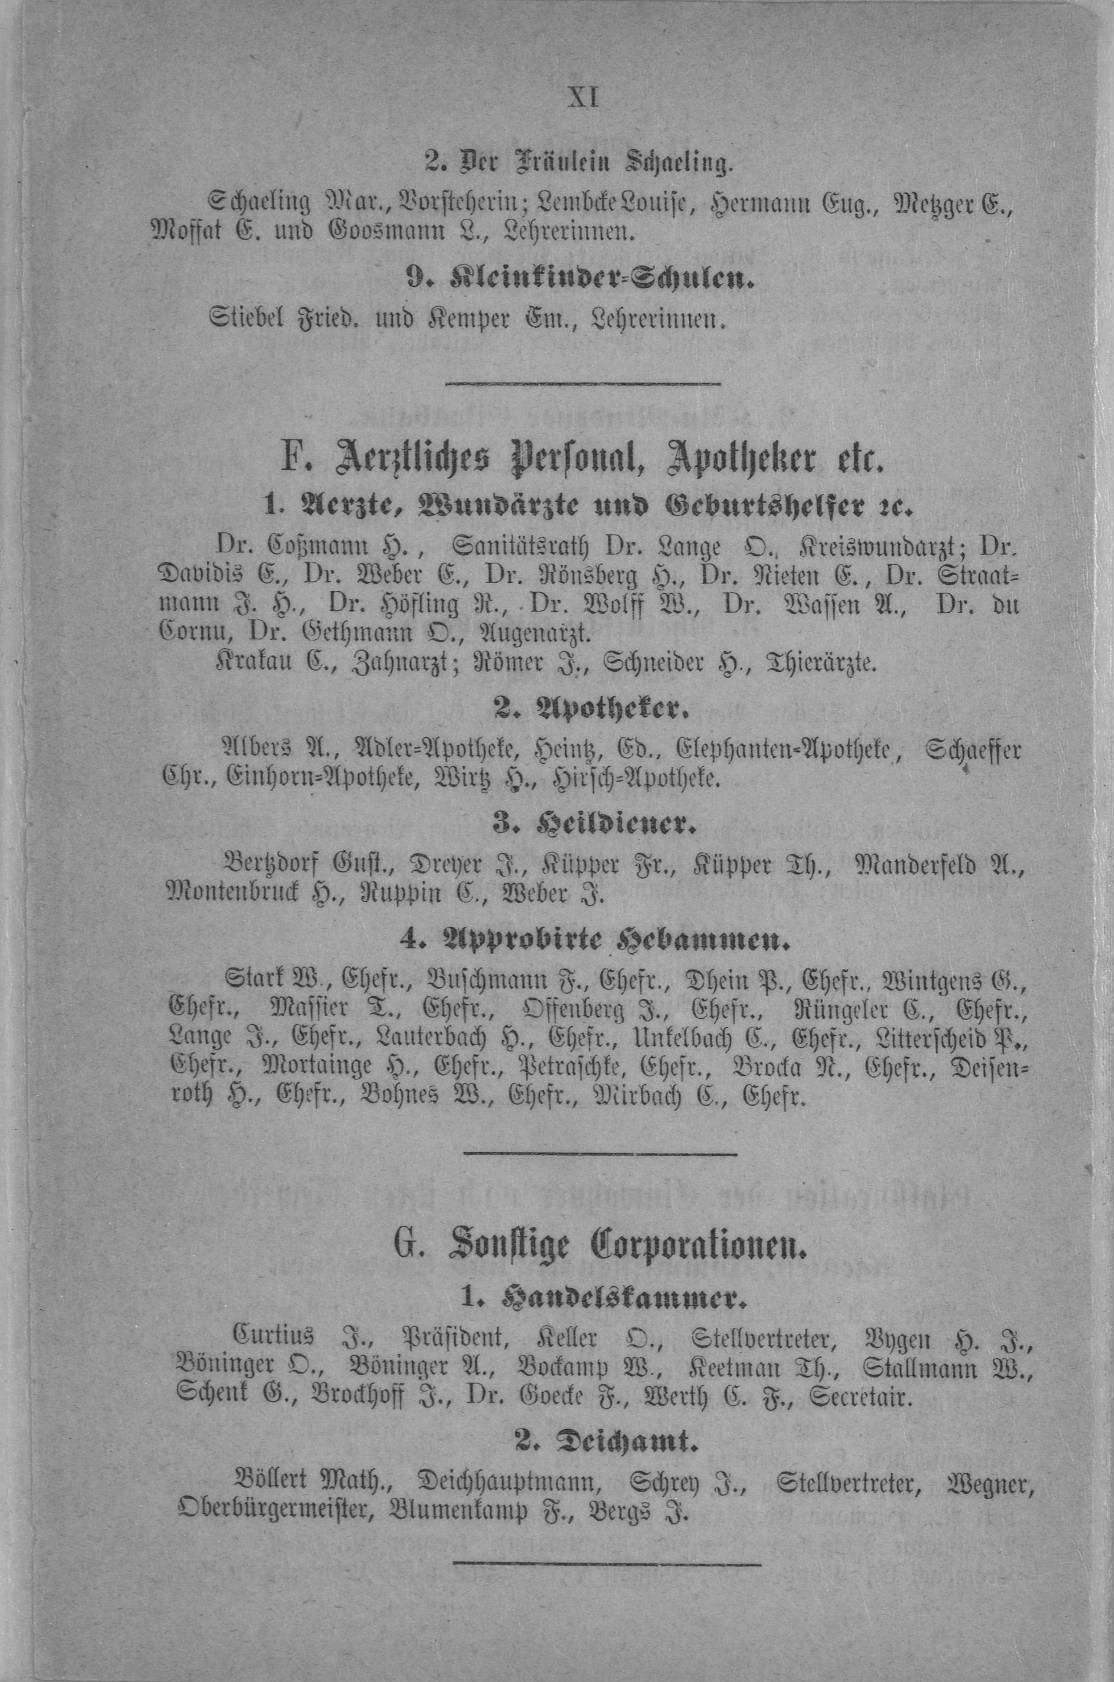 XI
2. Der Fräulein Schaeling.
Schaeling Mar., Vorsteherin; Lembcke Louise, Hermann Eug., Metzger E.,
Moffat E. und Goosmann L., Lehrerinnen.
9. Kleinkinder-Schulen.
Stiebel Fried. und Kemper Em., Lehrerinnen.
F. Aerztliches Personal, Apotheker etc.
1. Aerzte, Wundärzte und Geburtshelfer ꝛc.
Dr. Coßmann H., Sanitätsrath Dr. Lange O., Kreiswundarzt; Dr.
Davidis E., Dr. Weber E., Dr. Rönsberg H., Dr. Nieten E., Dr. Straat-
mann J. H., Dr. Höfling R., Dr. Wolff W., Dr. Wassen A., Dr. du
Cornu, Dr. Gethmann O., Augenarzt.
Krakau C., Zahnarzt; Römer J., Schneider H., Thierärzte.
2. Apotheker.
Albers A., Adler-Apotheke, Heintz, Ed., Elephanten-Apotheke, Schaeffer
Chr., Einhorn-Apotheke, Wirtz H., Hirsch-Apotheke.
3. Heildiener.
Bertzdorf Gust., Dreyer J., Küpper Fr., Küpper Th., Manderfeld A.,
Montenbruck H., Ruppin C., Weber J.
4. Approbirte Hebammen.
Stark W., Ehefr., Buschmann F., Ehefr., Dhein P., Ehefr., Wintgens G.,
Ehefr., Massier T., Ehefr., Offenberg J., Ehefr., Rüngeler C., Ehefr.,
Lange J., Ehefr., Lauterbach H., Ehefr., Unkelbach C., Ehefr., Litterscheid P.,
Ehefr., Mortainge H., Ehefr., Petraschke, Ehefr., Brocka N., Ehefr., Deisen-
roth H., Ehefr., Bohnes W., Ehefr., Mirbach C., Ehefr.
G. Sonstige Corporationen.
1. Handelskammer.
Curtius J., Präsident, Keller O., Stellvertreter, Vygen H. J.,
Böninger O., Böninger A., Bockamp W., Keetman Th., Stallmann W.,
Schenk G., Brockhoff J., Dr. Goecke F., Werth C. F., Secretair.
2. Deichamt.
Böllert Math., Deichhauptmann, Schrey J., Stellvertreter, Wegner,
Oberbürgermeister, Blumenkamp F., Bergs J.